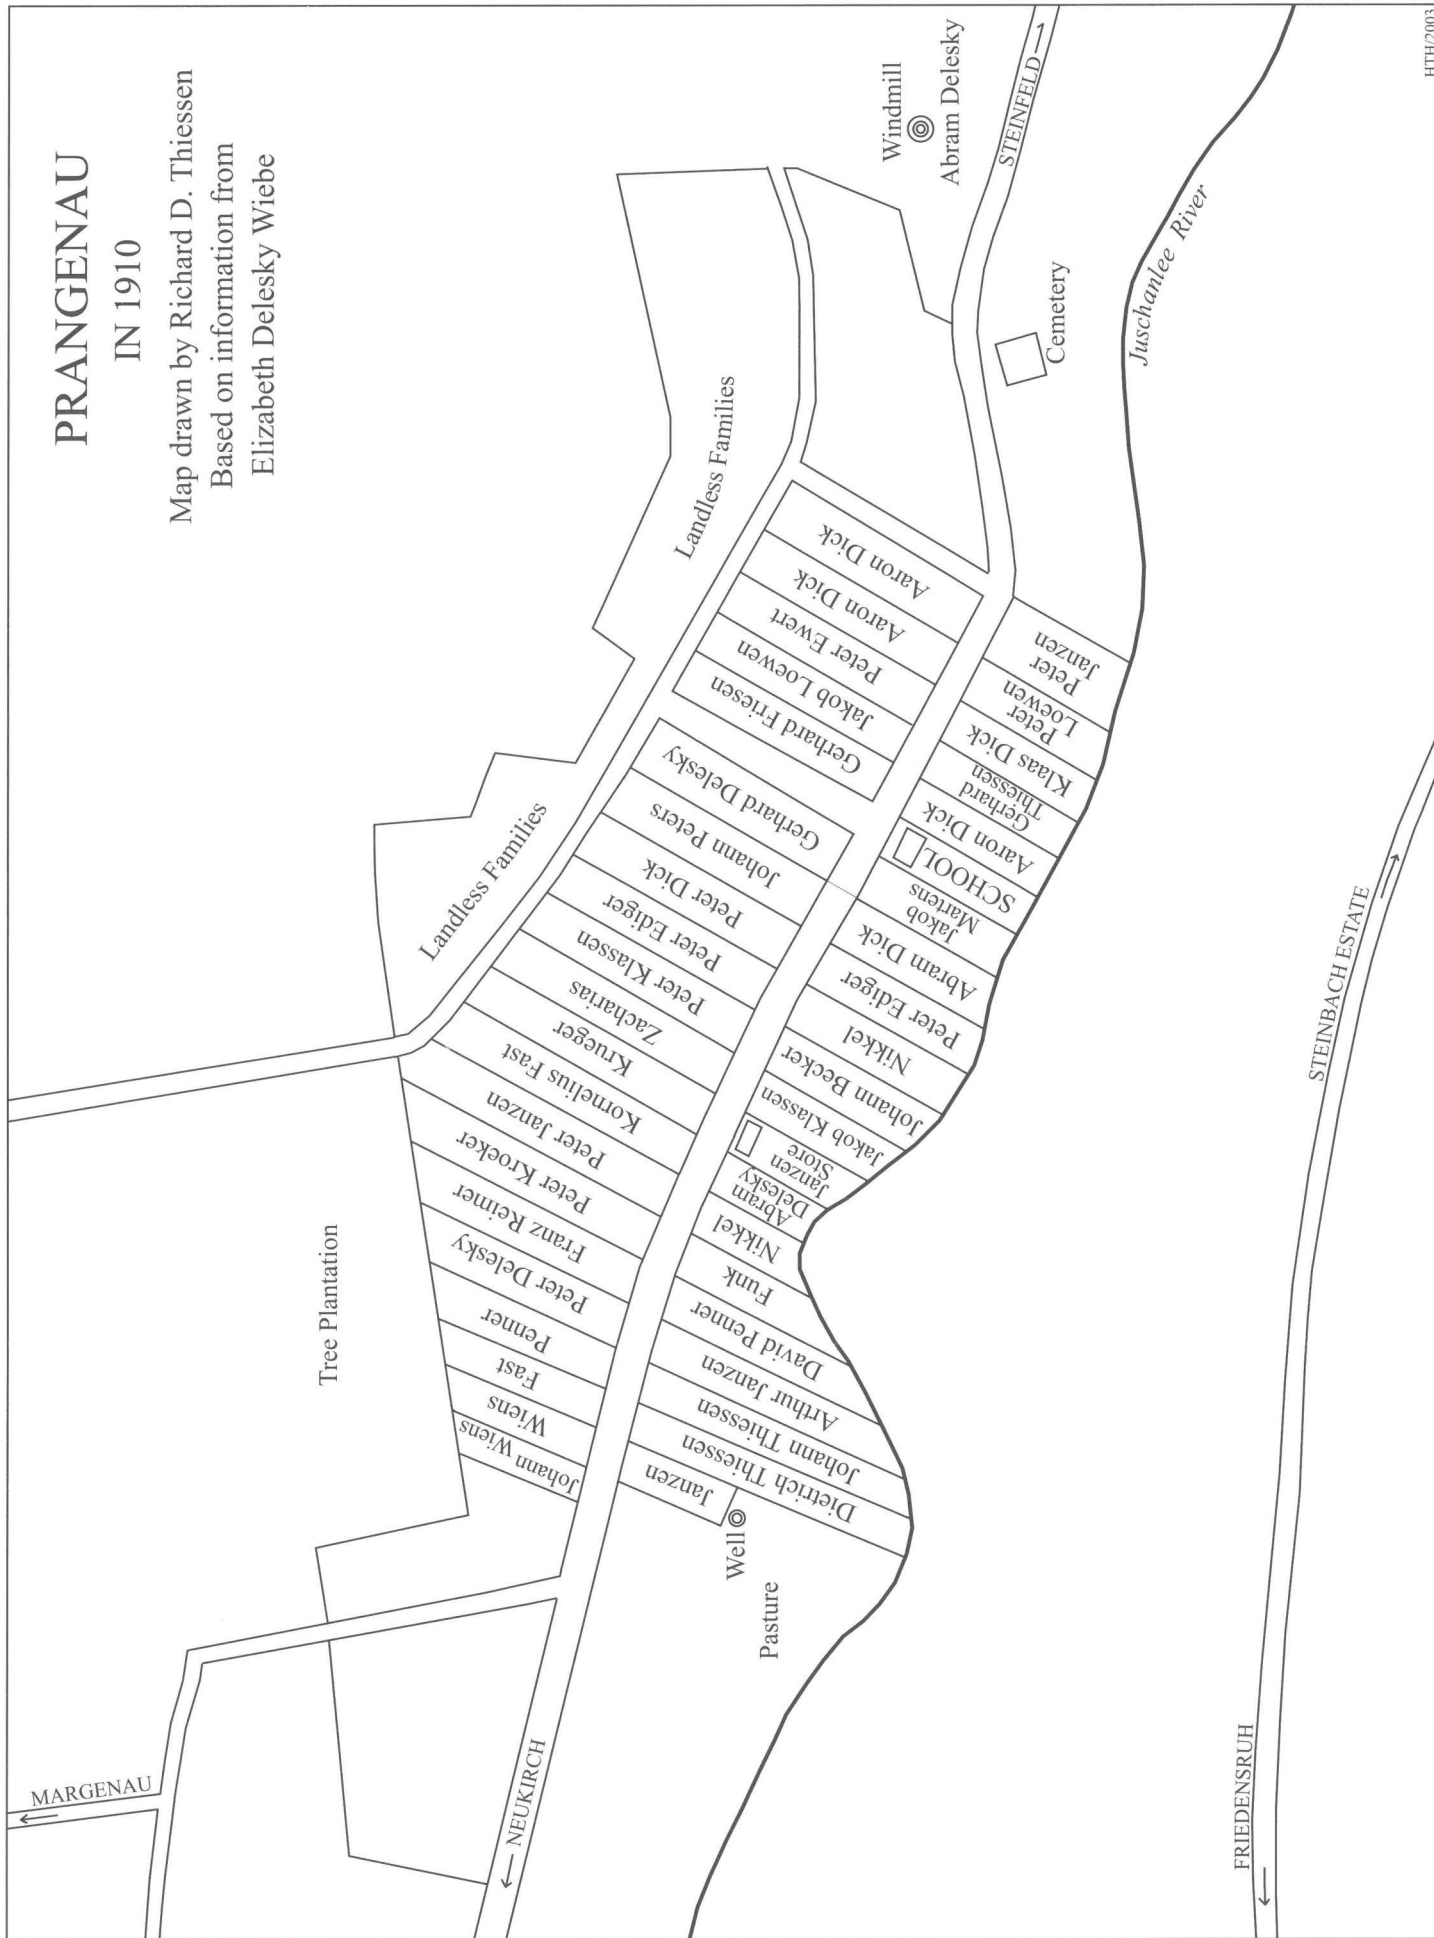 PRANGENAU
IN 1910
Map drawn by Richard D. Thiessen
Based on information from
Elizabeth Delesky Wiebe
MARGENAU
NEUKIRCH
Tree Plantation
Landless Families
Landless Families
Windmill
Abram Delesky
STEINFELD
Cemetery
Juschanlee River
Johann Wiens
Wiens
Fast
Penner
Peter Delesky
Franz Reimer
Peter Kroeker
Peter Janzen
Kornelius Fast
Krueger
Zacharias
Peter Klassen
Peter Ediger
Peter Dick
Johann Peters
Gerhard Delesky
Gerhard Friesen
Jakob Loewen
Peter Ewert
Aaron Dick
Aaron Dick
Janzen
Dietrich Thiessen
Johann Thiessen
Arthur Janzen
David Penner
Funk
Nikkel
Abram
Delesky
Janzen
Store
Jakob Klassen
Johann Becker
Nikkel
Peter Ediger
Abram Dick
Jakob
Martens
SCHOOL
Aaron Dick
Gerhard
Thiessen
Klaas Dick
Peter
Loewen
Peter
Janzen
Well
Pasture
FRIEDENSRUH
STEINBACH ESTATE
HTH/2003